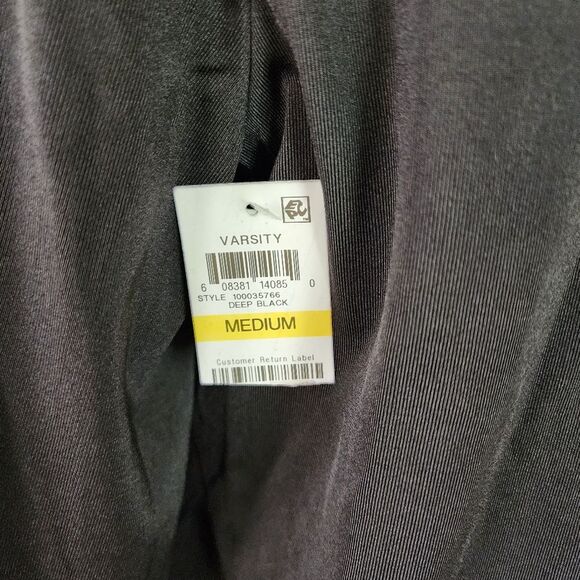 VARSITY
6 08381 14085 0
STYLE 100035766
DEEP BLACK
MEDIUM
Customer Return Label